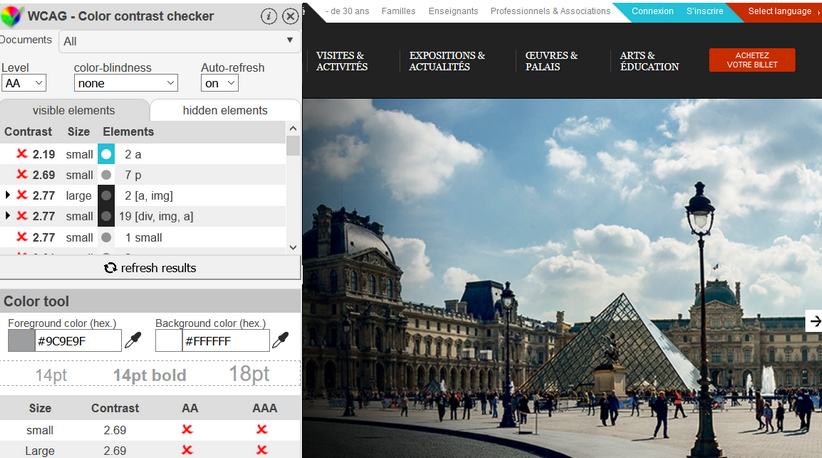 WCAG - Color contrast checker
Documents
All
Level
color-blindness
Auto-refresh
AA
none
on
visible elements
hidden elements
Contrast Size Elements
2.19 small 2 a
2.69 small 7 p
2.77 large 2 [a, img]
2.77 small 19 [div, img, a]
2.77 small 1 small
refresh results
Color tool
Foreground color (hex.)
Background color (hex.)
#9C9E9F
#FFFFFF
14pt 14pt bold 18pt
Size Contrast AA AAA
small 2.69
Large 2.69
- de 30 ans Familles Enseignants Professionnels & Associations Connexion S'inscrire Select language
VISITES &
ACTIVITÉS
EXPOSITIONS &
ACTUALITÉS
ŒUVRES &
PALAIS
ARTS &
ÉDUCATION
ACHETEZ
VOTRE BILLET